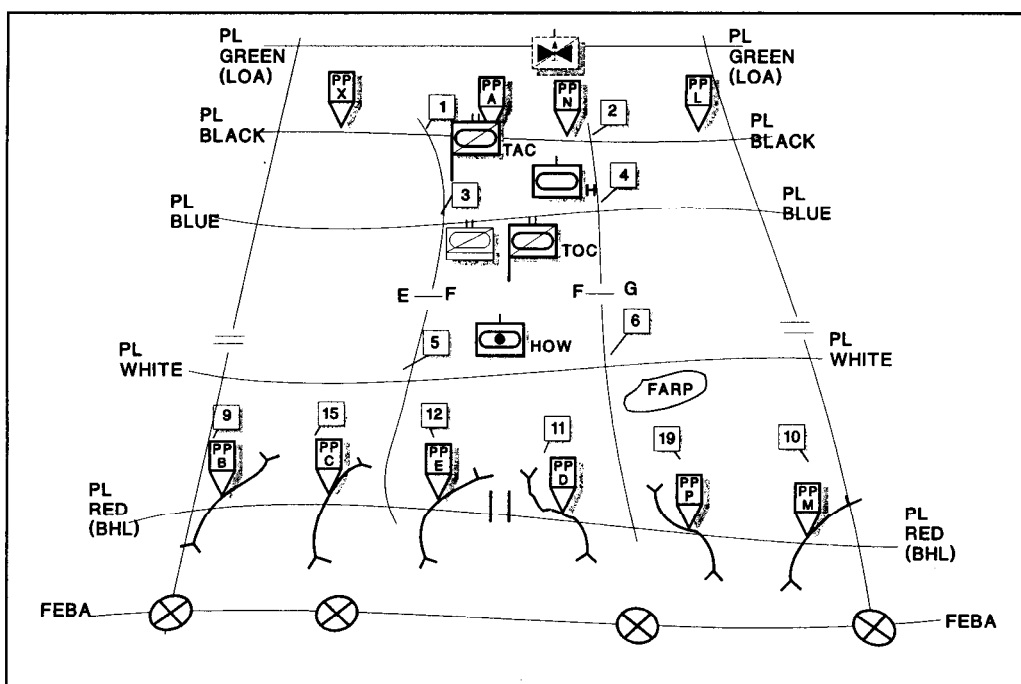 PL
GREEN
(LOA)
PL
GREEN
(LOA)
A
PP
X
PP
A
PP
N
PP
L
1
2
PL
BLACK
PL
BLACK
TAC
H
3
4
PL
BLUE
PL
BLUE
TOC
E F
F G
5
HOW
6
PL
WHITE
PL
WHITE
FARP
9
15
12
11
19
10
PP
B
PP
C
PP
E
PP
D
PP
P
PP
M
PL
RED
(BHL)
PL
RED
(BHL)
FEBA
FEBA